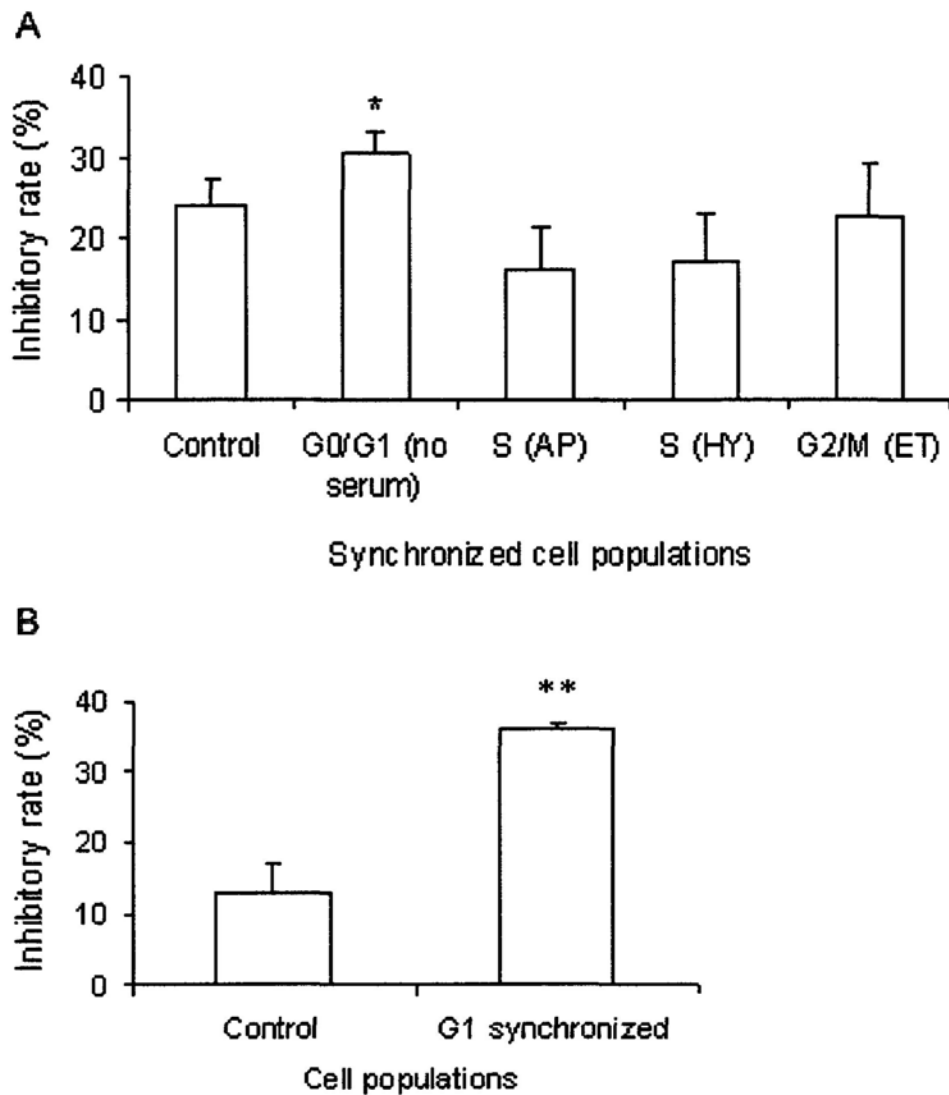 A
Inhibitory rate (%)
40
30
20
10
0
*
Control
G0/G1 (no
serum)
S (AP)
S (HY)
G2/M (ET)
Synchronized cell populations
B
Inhibitory rate (%)
40
30
20
10
0
**
Control
G1 synchronized
Cell populations